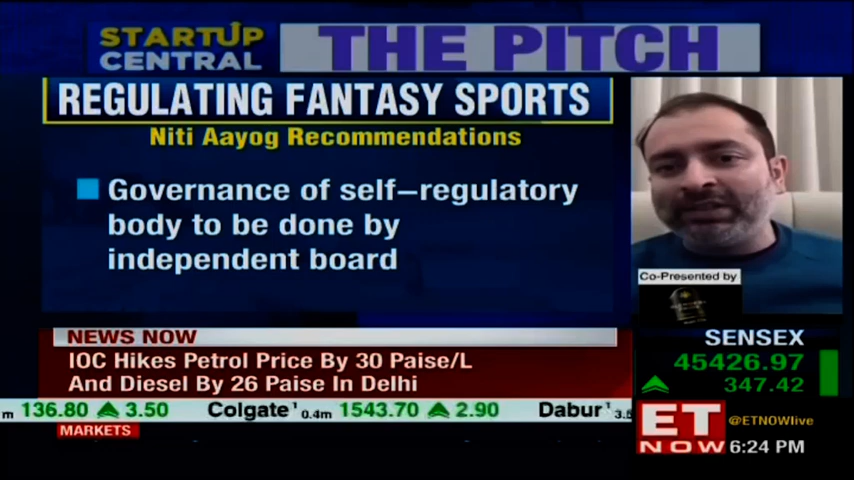 STARTUP
CENTRAL
THE PITCH
REGULATING FANTASY SPORTS
Niti Aayog Recommendations
Governance of self-regulatory
body to be done by
independent board
Co-Presented by
NEWS NOW
IOC Hikes Petrol Price By 30 Paise/L
And Diesel By 26 Paise In Delhi
SENSEX
45426.97
347.42
m 136.80 3.50 Colgate¹ 0.4m 1543.70 2.90 Dabur¹
MARKETS
ET
NOW
@ETNOWlive
6:24 PM